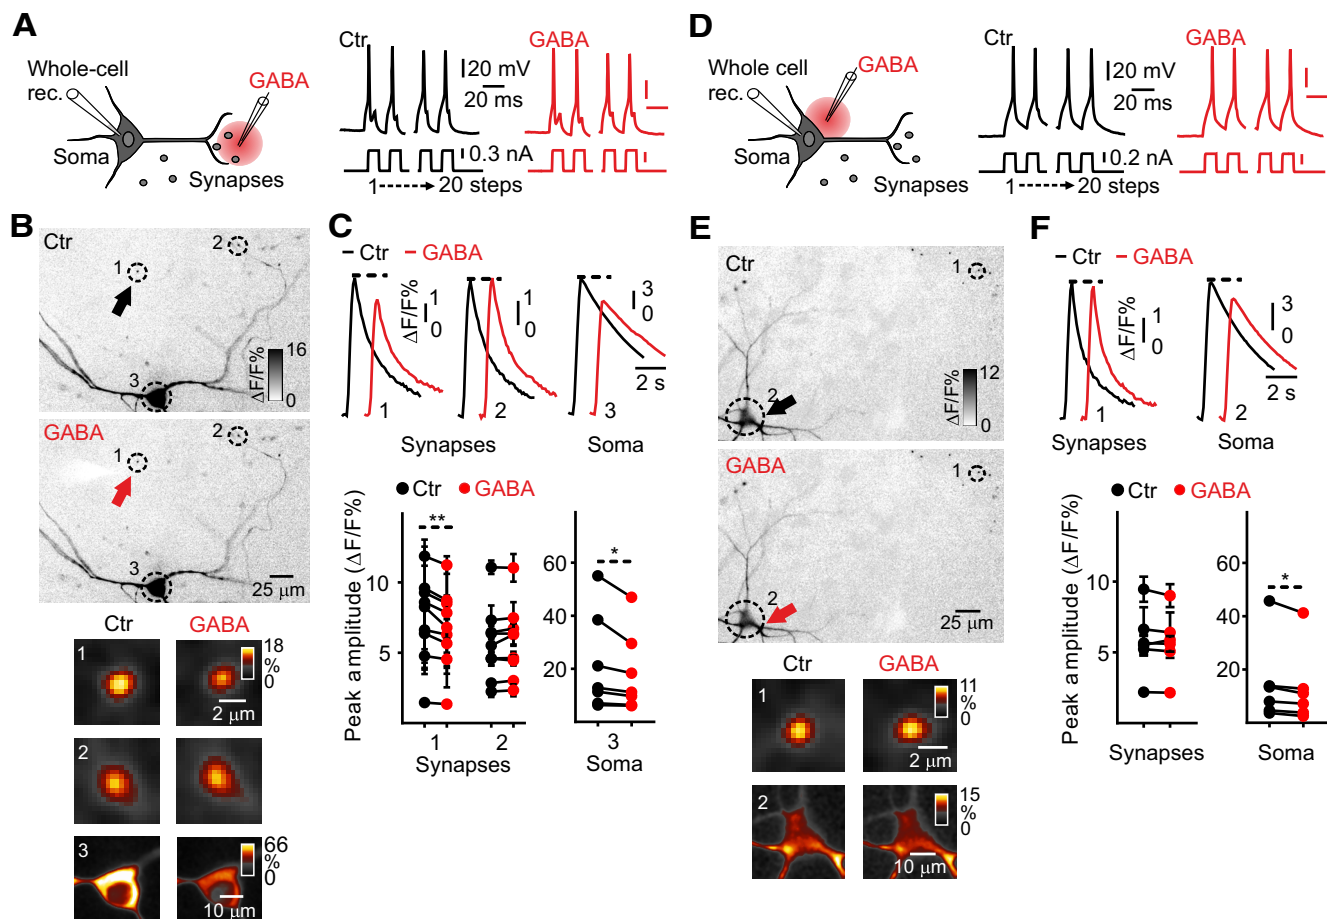 A
Whole-cell
rec.
GABA
Soma
Synapses
Ctr
20 mV
20 ms
0.3 nA
1
20 steps
GABA
D
Whole cell
rec.
GABA
Soma
Synapses
Ctr
20 mV
20 ms
0.2 nA
1
20 steps
GABA
B
Ctr
1
2
3
16
ΔF/F%
0
GABA
1
2
3
25 µm
Ctr
GABA
1
18
%
0
2 µm
2
3
66
%
0
10 µm
C
Ctr
GABA
ΔF/F%
1
0
1
0
3
0
2 s
1
2
3
Synapses
Soma
Ctr
GABA
Peak amplitude (ΔF/F%)
**
10
5
1
2
Synapses
*
60
40
20
3
Soma
E
Ctr
1
2
12
ΔF/F%
0
GABA
1
2
25 µm
Ctr
GABA
1
11
%
0
2 µm
2
15
%
0
10 µm
F
Ctr
GABA
ΔF/F%
1
0
3
0
2 s
1
2
Synapses
Soma
Ctr
GABA
Peak amplitude (ΔF/F%)
10
5
Synapses
*
60
40
20
Soma